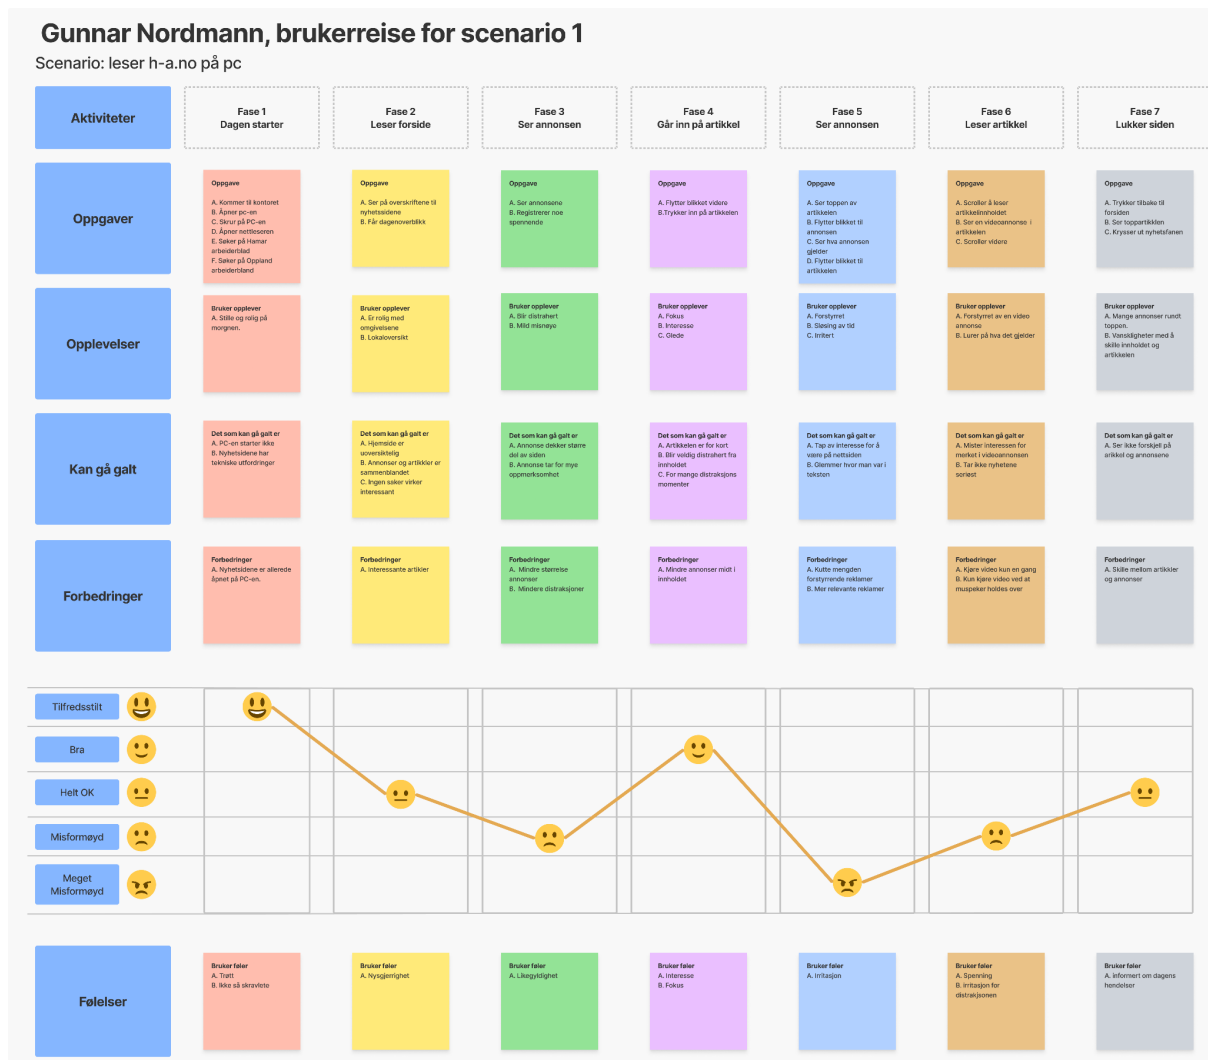 Gunnar Nordmann, brukerreise for scenario 1
Scenario: leser h-a.no på pc
Aktiviteter
Fase 1
Dagen starter
Fase 2
Leser forside
Fase 3
Ser annonsen
Fase 4
Går inn på artikkel
Fase 5
Ser annonsen
Fase 6
Leser artikkel
Fase 7
Lukker siden
Oppgaver
Oppgave
A. Kommer til kontoret
B. Åpner pc-en
C. Skrur på PC-en
D. Åpner nettleseren
E. Søker på Hamar
arbeiderblad
F. Søker på Oppland
arbeiderbland
Oppgave
A. Ser på overskriftene til
nyhetssidene
B. Får dagenoverblikk
Oppgave
A. Ser annonsene
B. Registrerer noe
spennende
Oppgave
A. Flytter blikket videre
B.Trykker inn på artikkelen
Oppgave
A. Ser toppen av
artikkelen
B. Flytter blikket til
annonsen
C. Ser hva annonsen
gjelder
D. Flytter blikket til
artikkelen
Oppgave
A. Scroller å leser
artikkelinnholdet
B. Ser en videoannonse i
artikkelen
C. Scroller videre
Oppgave
A. Trykker tilbake til
forsiden
B. Ser toppartikklen
C. Krysser ut nyhetsfanen
Opplevelser
Bruker opplever
A. Stille og rolig på
morgnen.
Bruker opplever
A. Er rolig med
omgivelsene
B. Lokaloversikt
Bruker opplever
A. Blir distrahert
B. Mild misnøye
Bruker opplever
A. Fokus
B. Interesse
C. Glede
Bruker opplever
A. Forstyrret
B. Sløsing av tid
C. Irritert
Bruker opplever
A. Forstyrret av en video
annonse
B. Lurer på hva det gjelder
Bruker opplever
A. Mange annonser rundt
toppen.
B. Vanskligheter med å
skille innholdet og
artikkelen
Kan gå galt
Det som kan gå galt er
A. PC-en starter ikke
B. Nyhetsidene har
tekniske utfordringer
Det som kan gå galt er
A. Hjemside er
uoversiktelig
B. Annonser og artikler er
sammenblandet
C. Ingen saker virker
interessant
Det som kan gå galt er
A. Annonse dekker større
del av siden
B. Annonse tar for mye
oppmerksomhet
Det som kan gå galt er
A. Artikkelen er for kort
B. Blir veldig distrahert fra
innholdet
C. For mange distraksjons
momenter
Det som kan gå galt er
A. Tap av interesse for å
være på nettsiden
B. Glemmer hvor man var i
teksten
Det som kan gå galt er
A. Mister interessen for
merket i videoannonsen
B. Tar ikke nyhetene
seriøst
Det som kan gå galt er
A. Ser ikke forskjell på
arikkel og annonsene
Forbedringer
Forbedringer
A. Nyhetsidene er allerede
åpnet på PC-en.
Forbedringer
A. Interessante artikler
Forbedringer
A. Mindre størrelse
annonser
B. Mindere distraksjoner
Forbedringer
A. Mindre annonser midt i
innholdet
Forbedringer
A. Kutte mengden
forstyrrende reklamer
B. Mer relevante reklamer
Forbedringer
A. Kjøre video kun en gang
B. Kun kjøre video ved at
muspeker holdes over
Forbedringer
A. Skille mellom artikkler
og annonser
Tilfredsstilt
Bra
Helt OK
Misformøyd
Meget
Misformøyd
Følelser
Bruker føler
A. Trøtt
B. Ikke så skravlete
Bruker føler
A. Nysgjerrighet
Bruker føler
A. Likegyldighet
Bruker føler
A. Interesse
B. Fokus
Bruker føler
A. Irritasjon
Bruker føler
A. Spenning
B. irritasjon for
distrakjsonen
Bruker føler
A. informert om dagens
hendelser